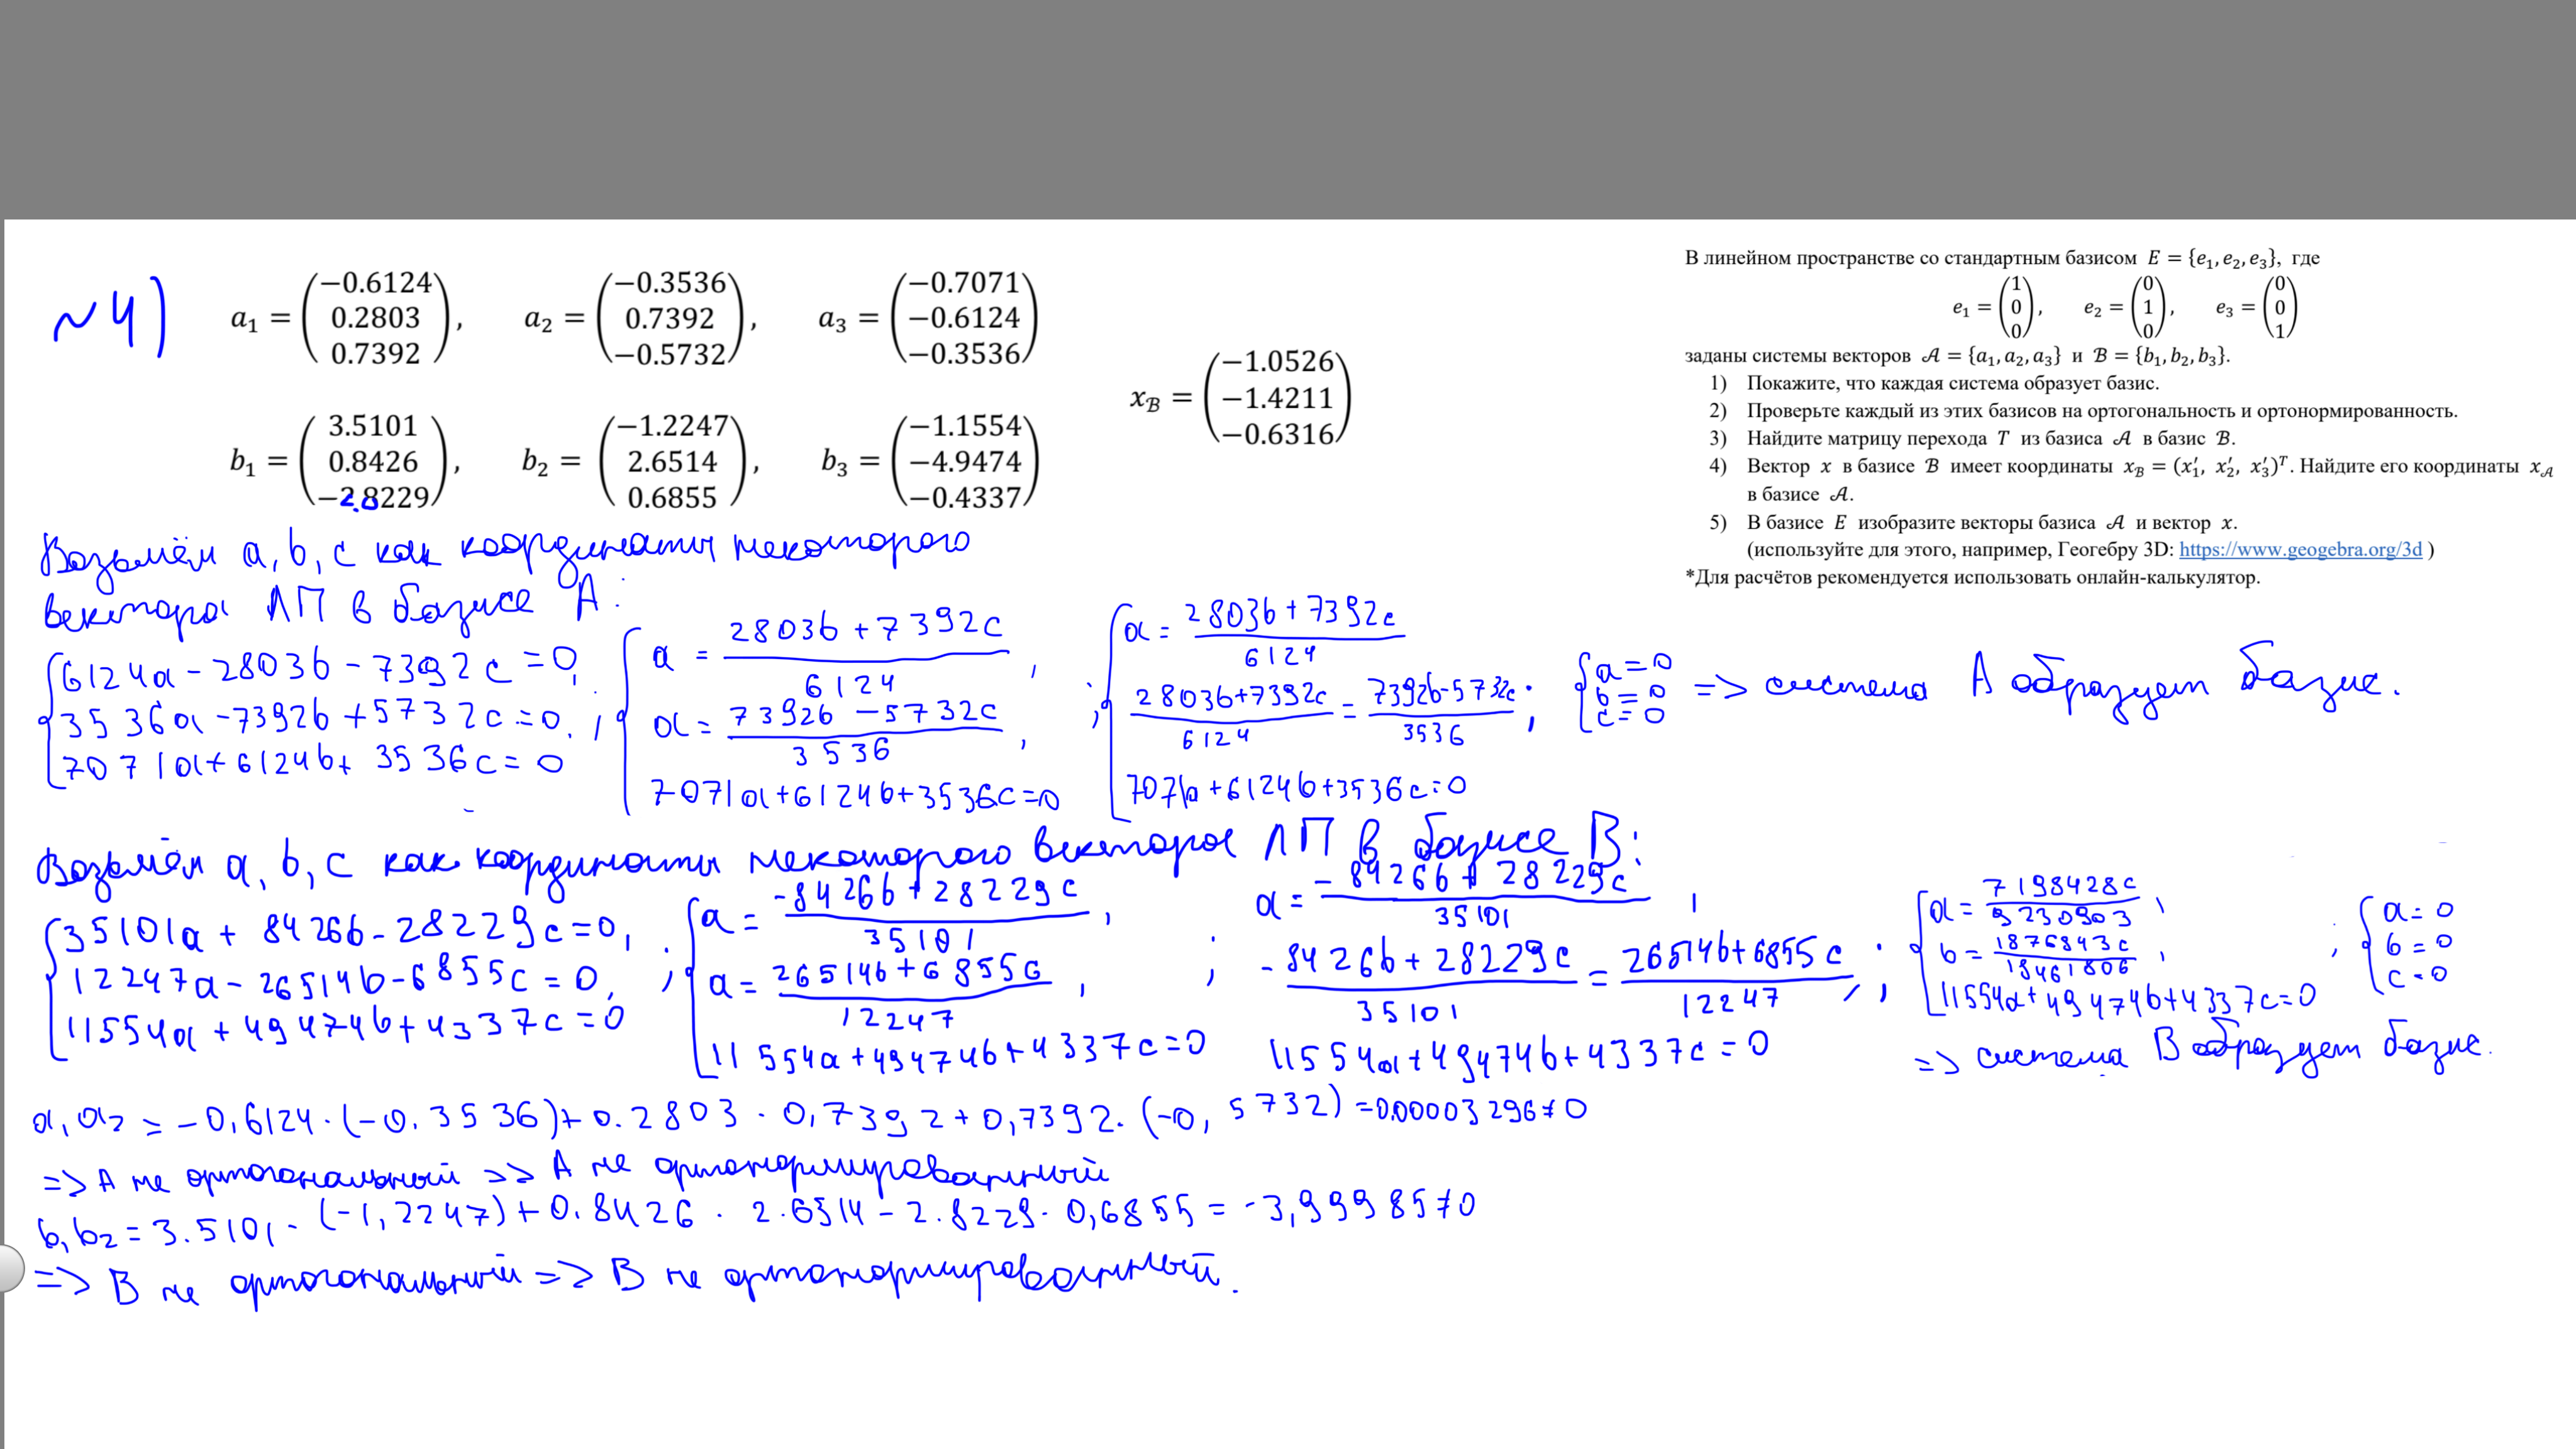 №4) a₁ = (−0.6124 0.2803 0.7392), a₂ = (−0.3536 0.7392 −0.5732), a₃ = (−0.7071 −0.6124 −0.3536)
b₁ = (3.5101 0.8426 −2.8229), b₂ = (−1.2247 2.6514 0.6855), b₃ = (−1.1554 −4.9474 −0.4337)
x_ℬ = (−1.0526 −1.4211 −0.6316)
В линейном пространстве со стандартным базисом E = {e₁, e₂, e₃}, где
e₁ = (1 0 0), e₂ = (0 1 0), e₃ = (0 0 1)
заданы системы векторов 𝒜 = {a₁, a₂, a₃} и ℬ = {b₁, b₂, b₃}.
1) Покажите, что каждая система образует базис.
2) Проверьте каждый из этих базисов на ортогональность и ортонормированность.
3) Найдите матрицу перехода T из базиса 𝒜 в базис ℬ.
4) Вектор x в базисе ℬ имеет координаты x_ℬ = (x₁′, x₂′, x₃′)ᵀ. Найдите его координаты x_𝒜
в базисе 𝒜.
5) В базисе E изобразите векторы базиса 𝒜 и вектор x.
(используйте для этого, например, Геогебру 3D: https://www.geogebra.org/3d )
*Для расчётов рекомендуется использовать онлайн-калькулятор.
Возьмём a, b, c как координаты некоторого
вектора ЛП в базисе A:
6124a - 2803b - 7392c = 0, ; a = (2803b + 7392c)/6124, ; a = (2803b + 7392c)/6124 ; a = 0
3536a - 7392b + 5732c = 0, ; a = (7392b - 5732c)/3536, ; (2803b + 7392c)/6124 = (7392b - 5732c)/3536 ; b = 0 => система A образует базис.
7071a + 6124b + 3536c = 0 ; 7071a + 6124b + 3536c = 0 ; 7071a + 6124b + 3536c = 0 ; c = 0
Возьмём a, b, c как координаты некоторого вектора ЛП в базисе B:
35101a + 8426b - 28229c = 0, ; a = (-8426b + 28229c)/35101, ; a = (-8426b + 28229c)/35101, ; a = 7198428c/9230903, ; a = 0
12247a - 26514b - 6855c = 0, ; a = (26514b + 6855c)/12247, ; (-8426b + 28229c)/35101 = (26514b + 6855c)/12247, ; b = 1876843c/18461806, ; b = 0
11554a + 49474b + 4337c = 0 ; 11554a + 49474b + 4337c = 0 ; 11554a + 49474b + 4337c = 0 ; 11554a + 49474b + 4337c = 0 ; c = 0
=> система B образует базис.
a₁a₂ = -0,6124·(-0.3536) + 0.2803 · 0,7392 + 0,7392·(-0,5732) = 0,00003296 ≠ 0
=> A не ортогональный => A не ортонормированный
b₁b₂ = 3.5101·(-1,2247) + 0.8426 · 2.6514 - 2.8229 · 0,6855 = -3,99985 ≠ 0
=> B не ортогональный => B не ортонормированный.